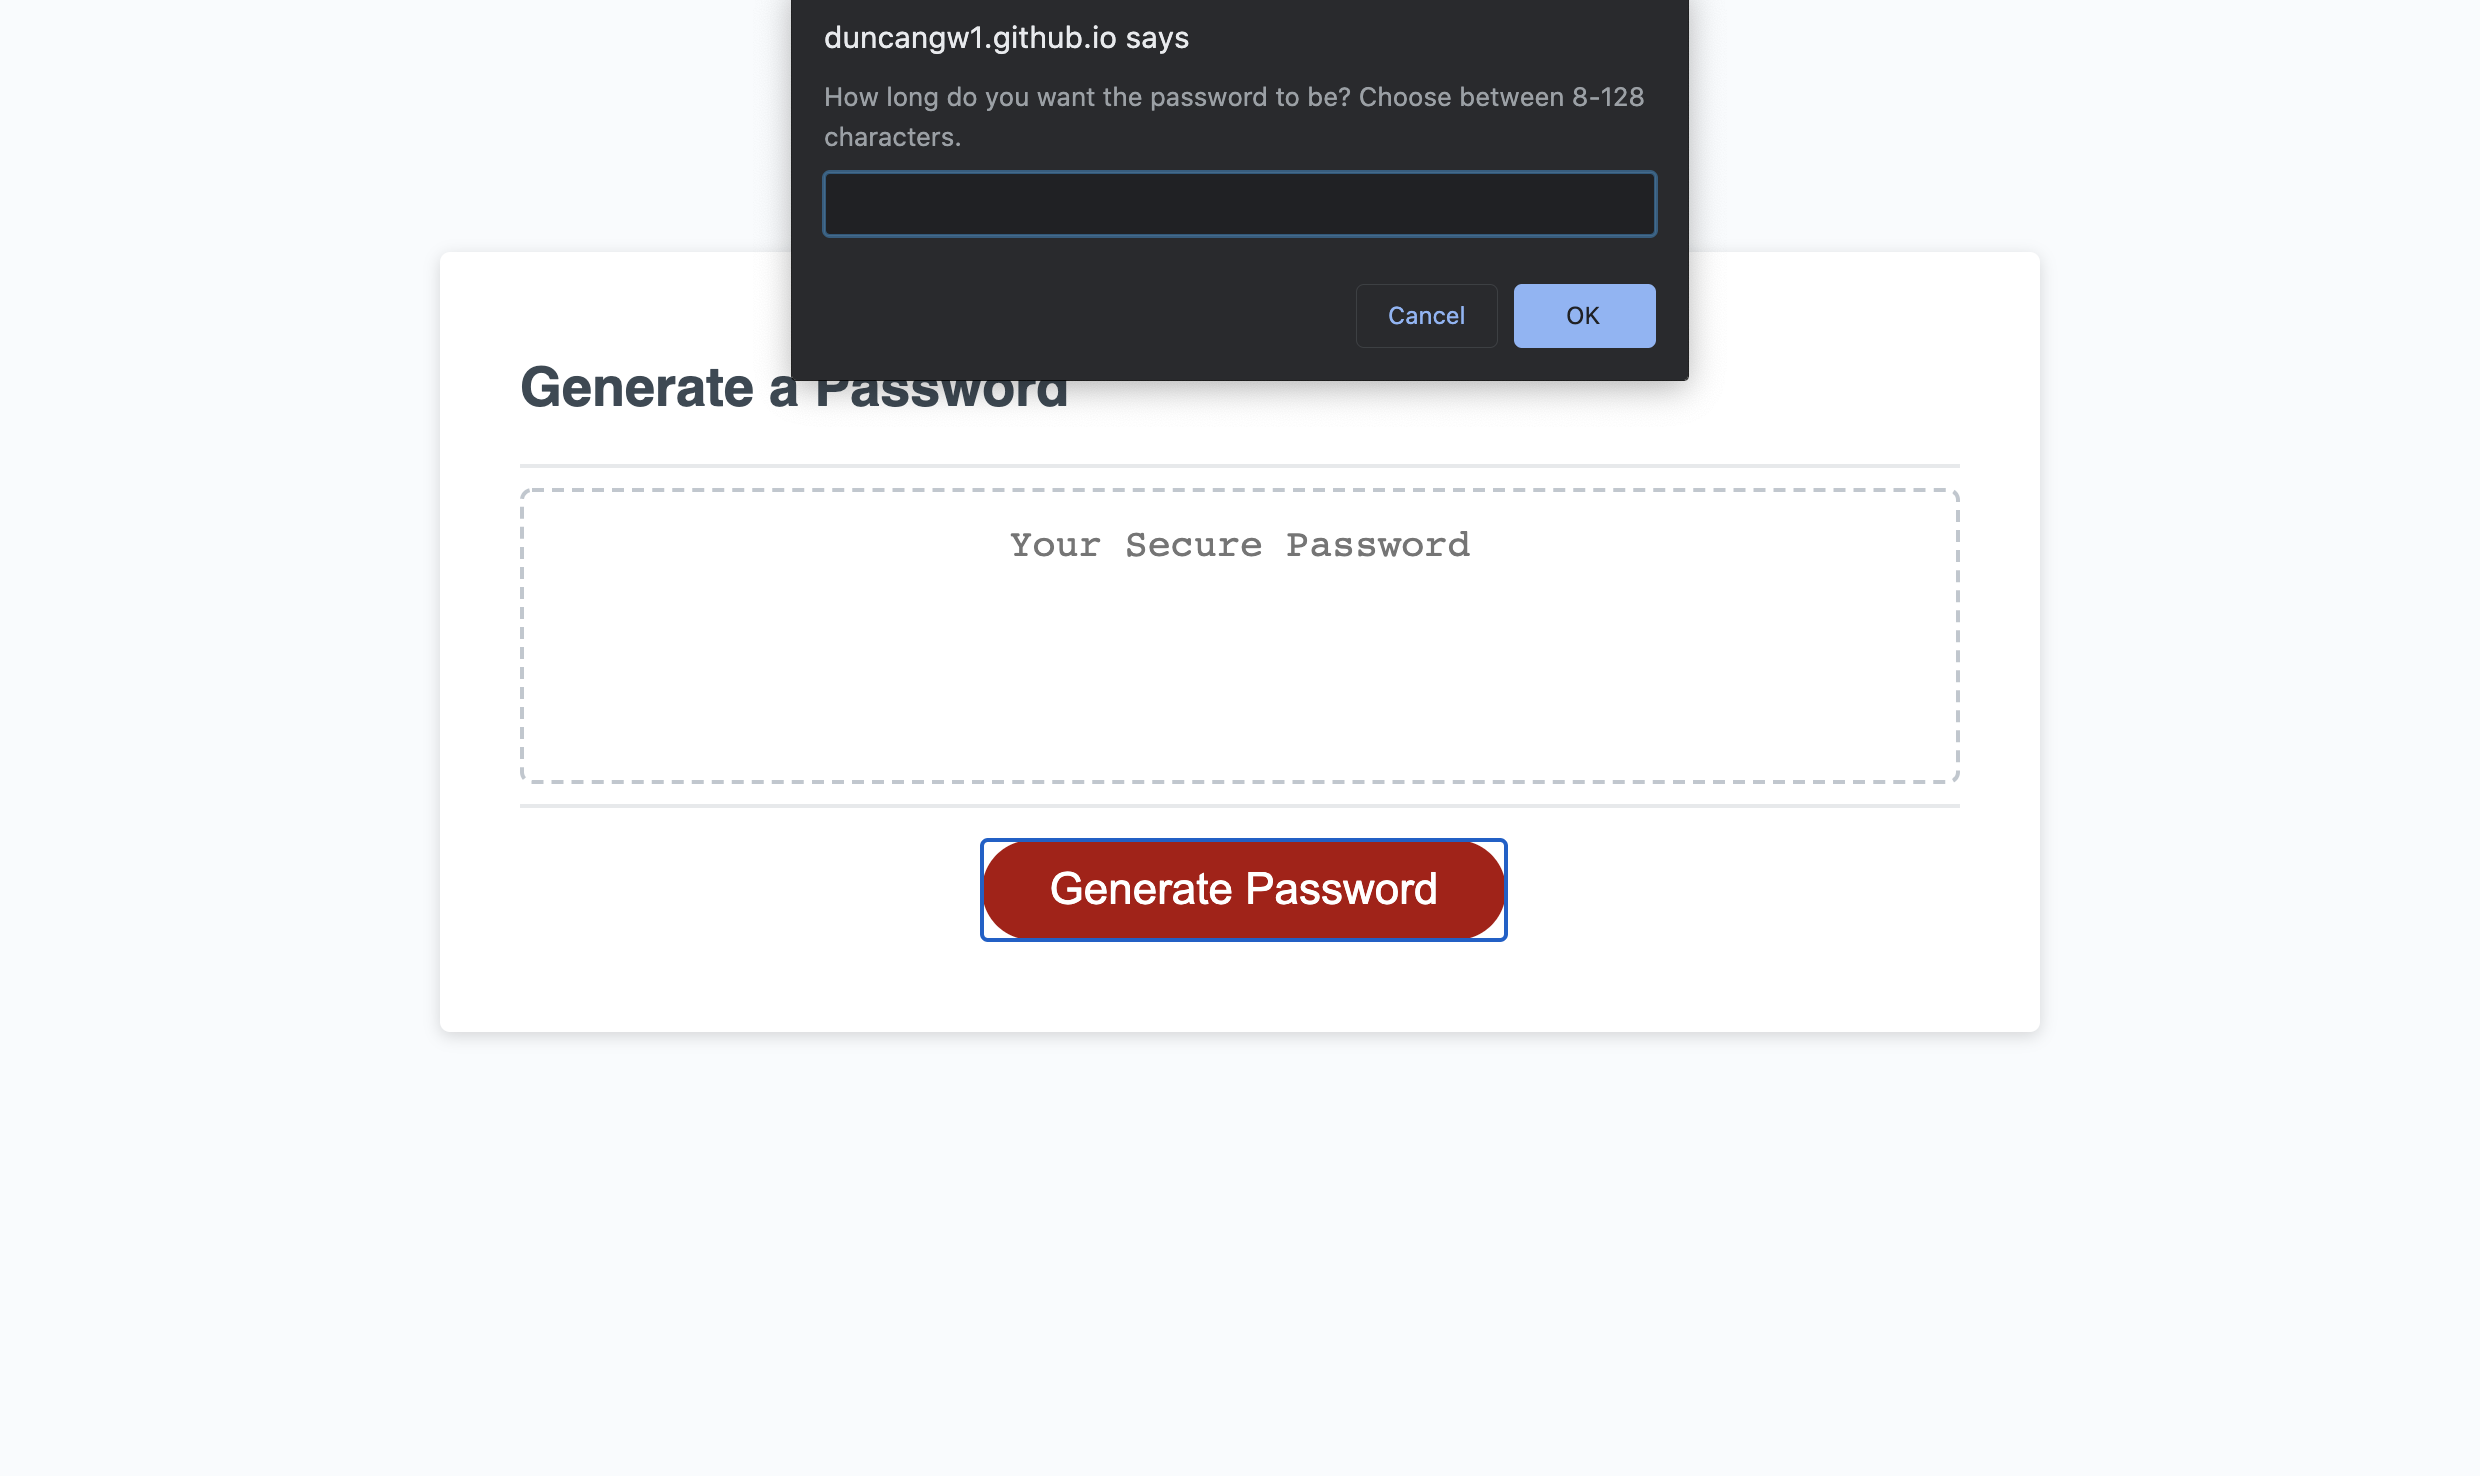 duncangw1.github.io says
How long do you want the password to be? Choose between 8-128
characters.
Cancel
OK
Generate a Password
Your Secure Password
Generate Password